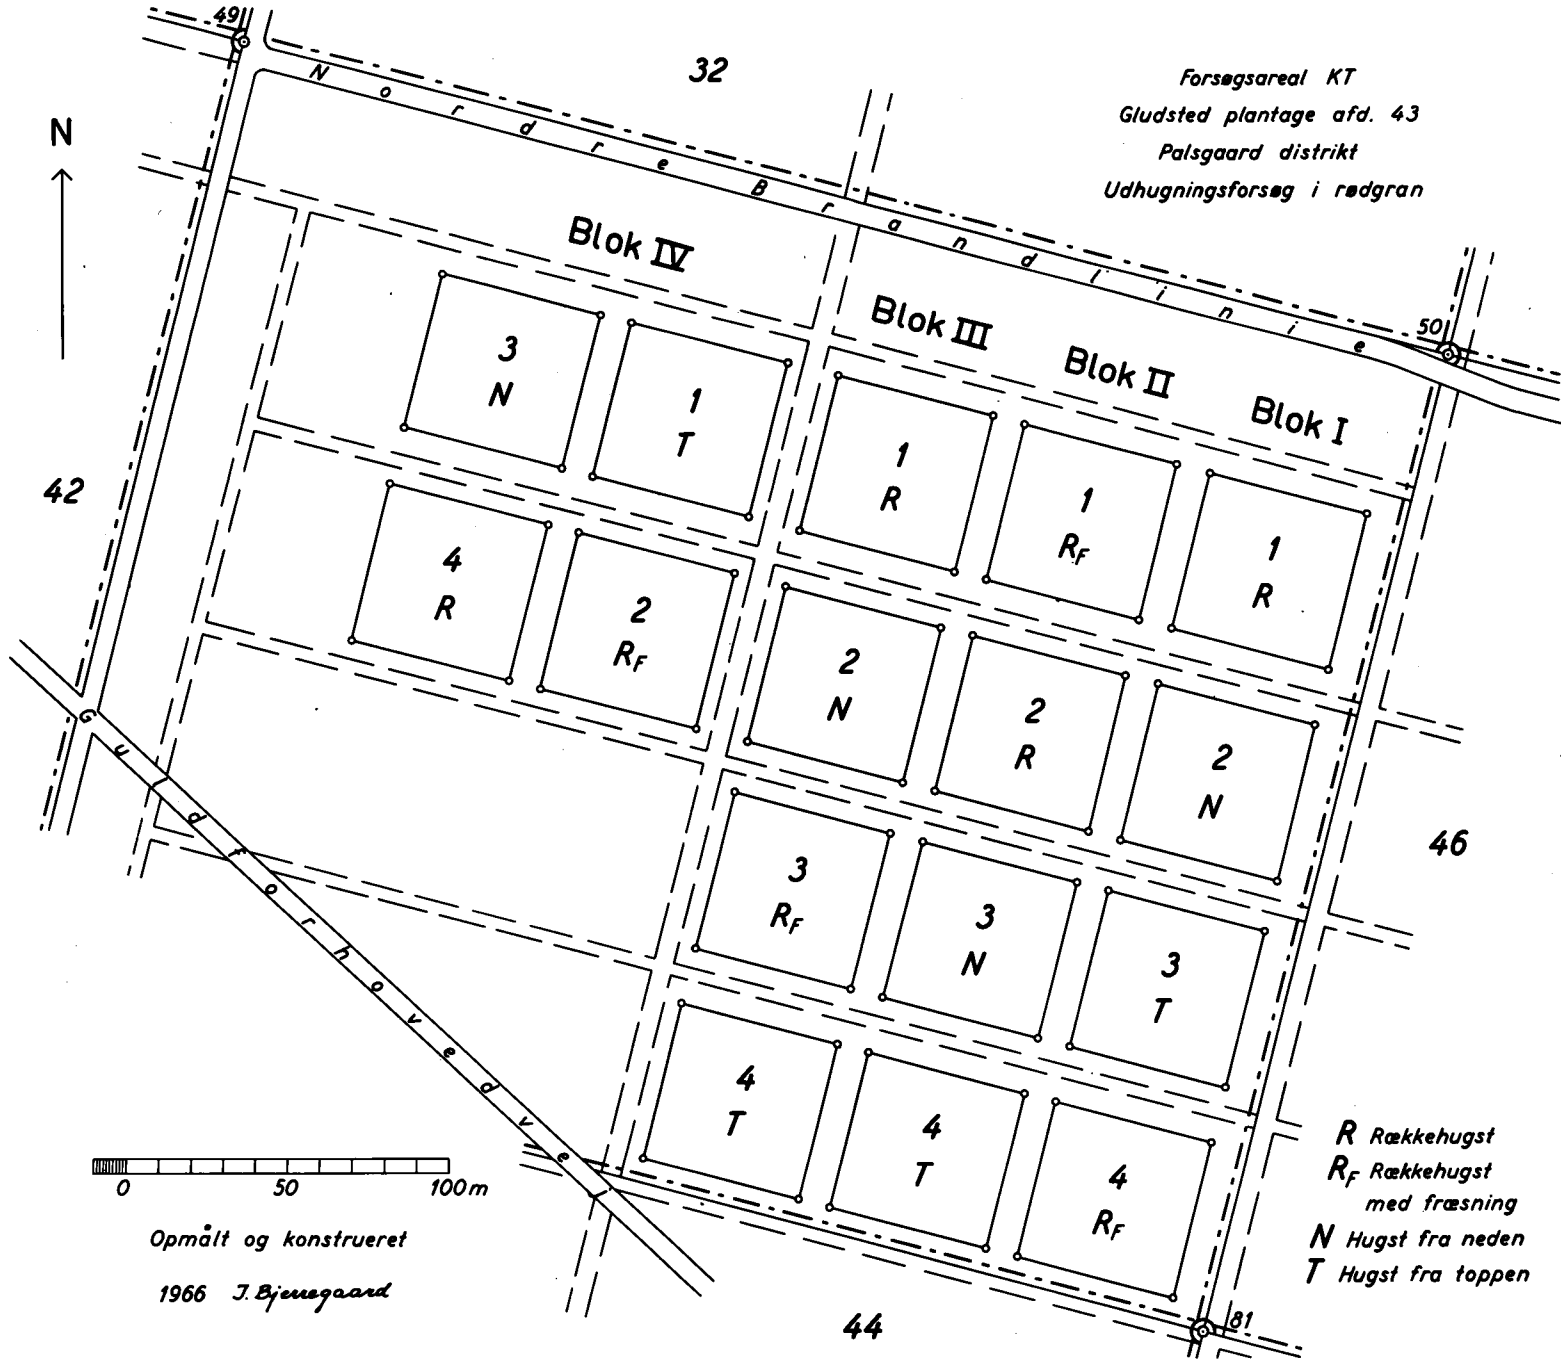 49
32
Nordre Brandlinie
Forsøgsareal KT
Gludsted plantage afd. 43
Palsgaard distrikt
Udhugningsforsøg i rødgran
N
Blok IV
Blok III
Blok II
Blok I
50
3
N
1
T
1
R
1
RF
1
R
42
4
R
2
RF
2
N
2
R
2
N
46
Guldforhovedvej
3
RF
3
N
3
T
4
T
4
T
4
RF
R Rækkehugst
RF Rækkehugst
med fræsning
N Hugst fra neden
T Hugst fra toppen
0 50 100 m
Opmålt og konstrueret
1966 J. Bjerregaard
44
81